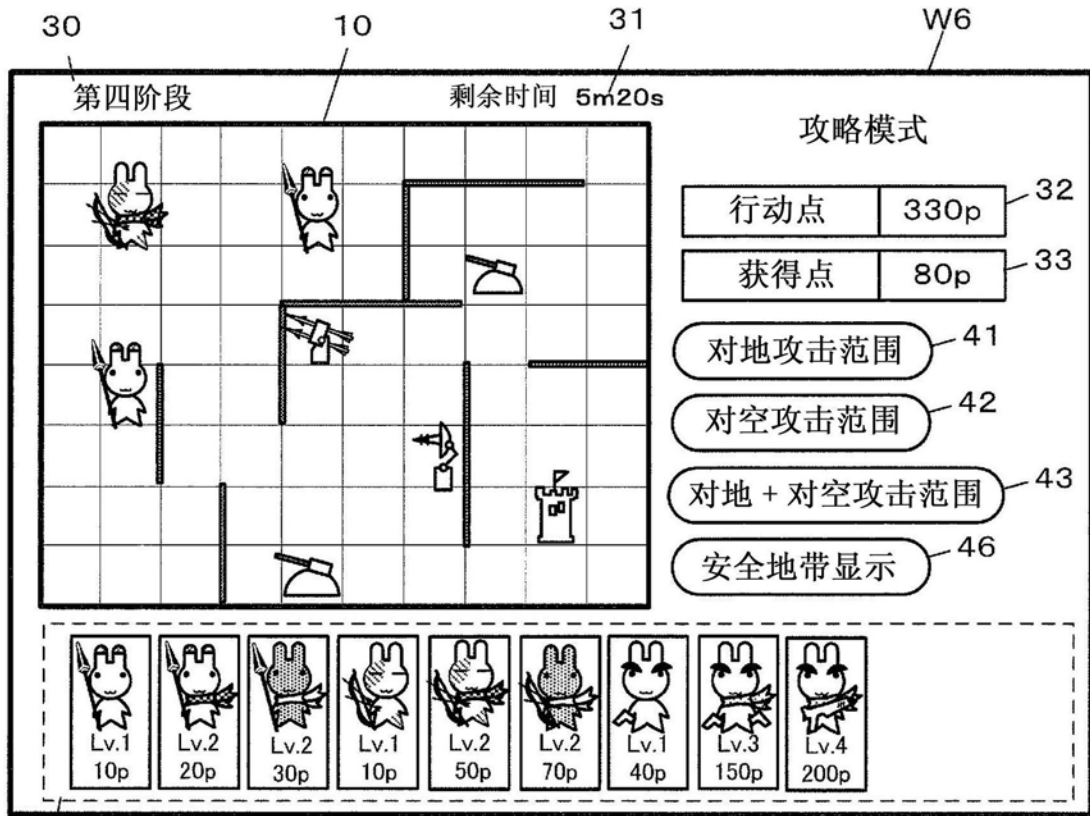 30 10 31 W6
第四阶段 剩余时间 5m20s
攻略模式
行动点 330p 32
获得点 80p 33
对地攻击范围 41
对空攻击范围 42
对地 + 对空攻击范围 43
安全地带显示 46
Lv.1 Lv.2 Lv.2 Lv.1 Lv.2 Lv.2 Lv.1 Lv.3 Lv.4
10p 20p 30p 10p 50p 70p 40p 150p 200p